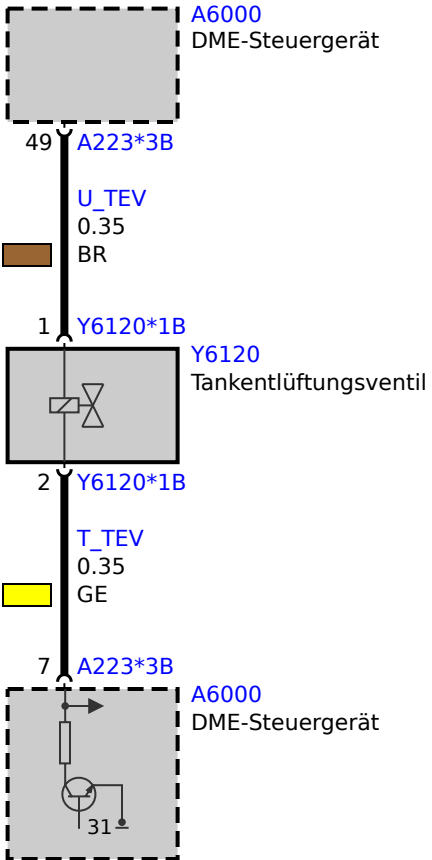 A6000
DME-Steuergerät
49 A223*3B
U_TEV
0.35
BR
1 Y6120*1B
Y6120
Tankentlüftungsventil
2 Y6120*1B
T_TEV
0.35
GE
7 A223*3B
A6000
DME-Steuergerät
31